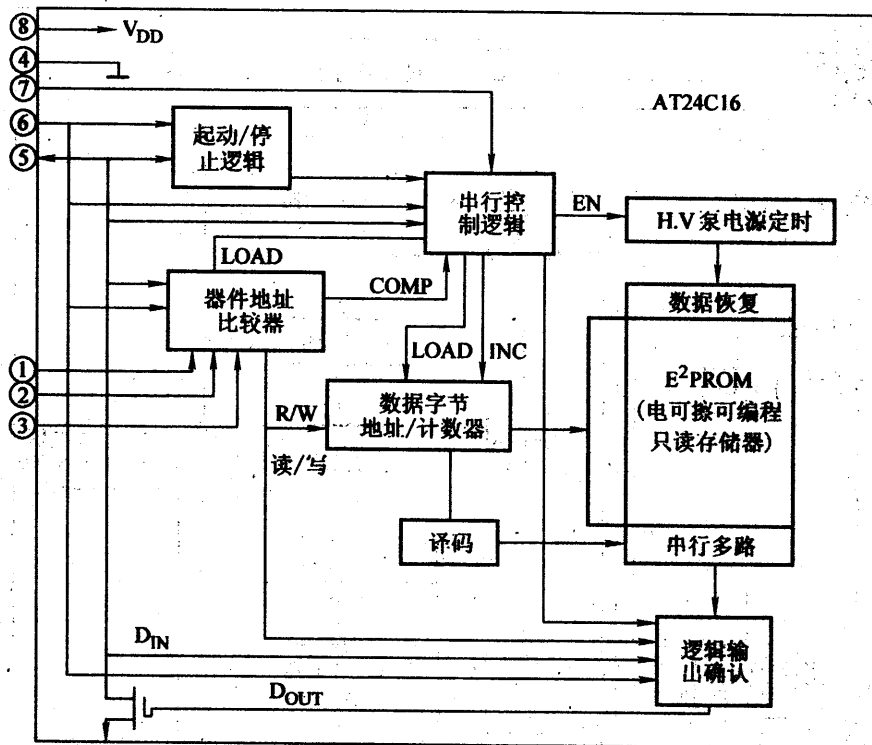 ⑧
V_DD
④
⑦
AT24C16
⑥
起动/停
止逻辑
⑤
串行控
制逻辑
EN
H.V泵电源定时
LOAD
器件地址
比较器
COMP
数据恢复
LOAD
INC
①
②
③
E²PROM
(电可擦可编程
只读存储器)
R/W
读/写
数据字节
地址/计数器
译码
串行多路
D_IN
逻辑输
出确认
D_OUT